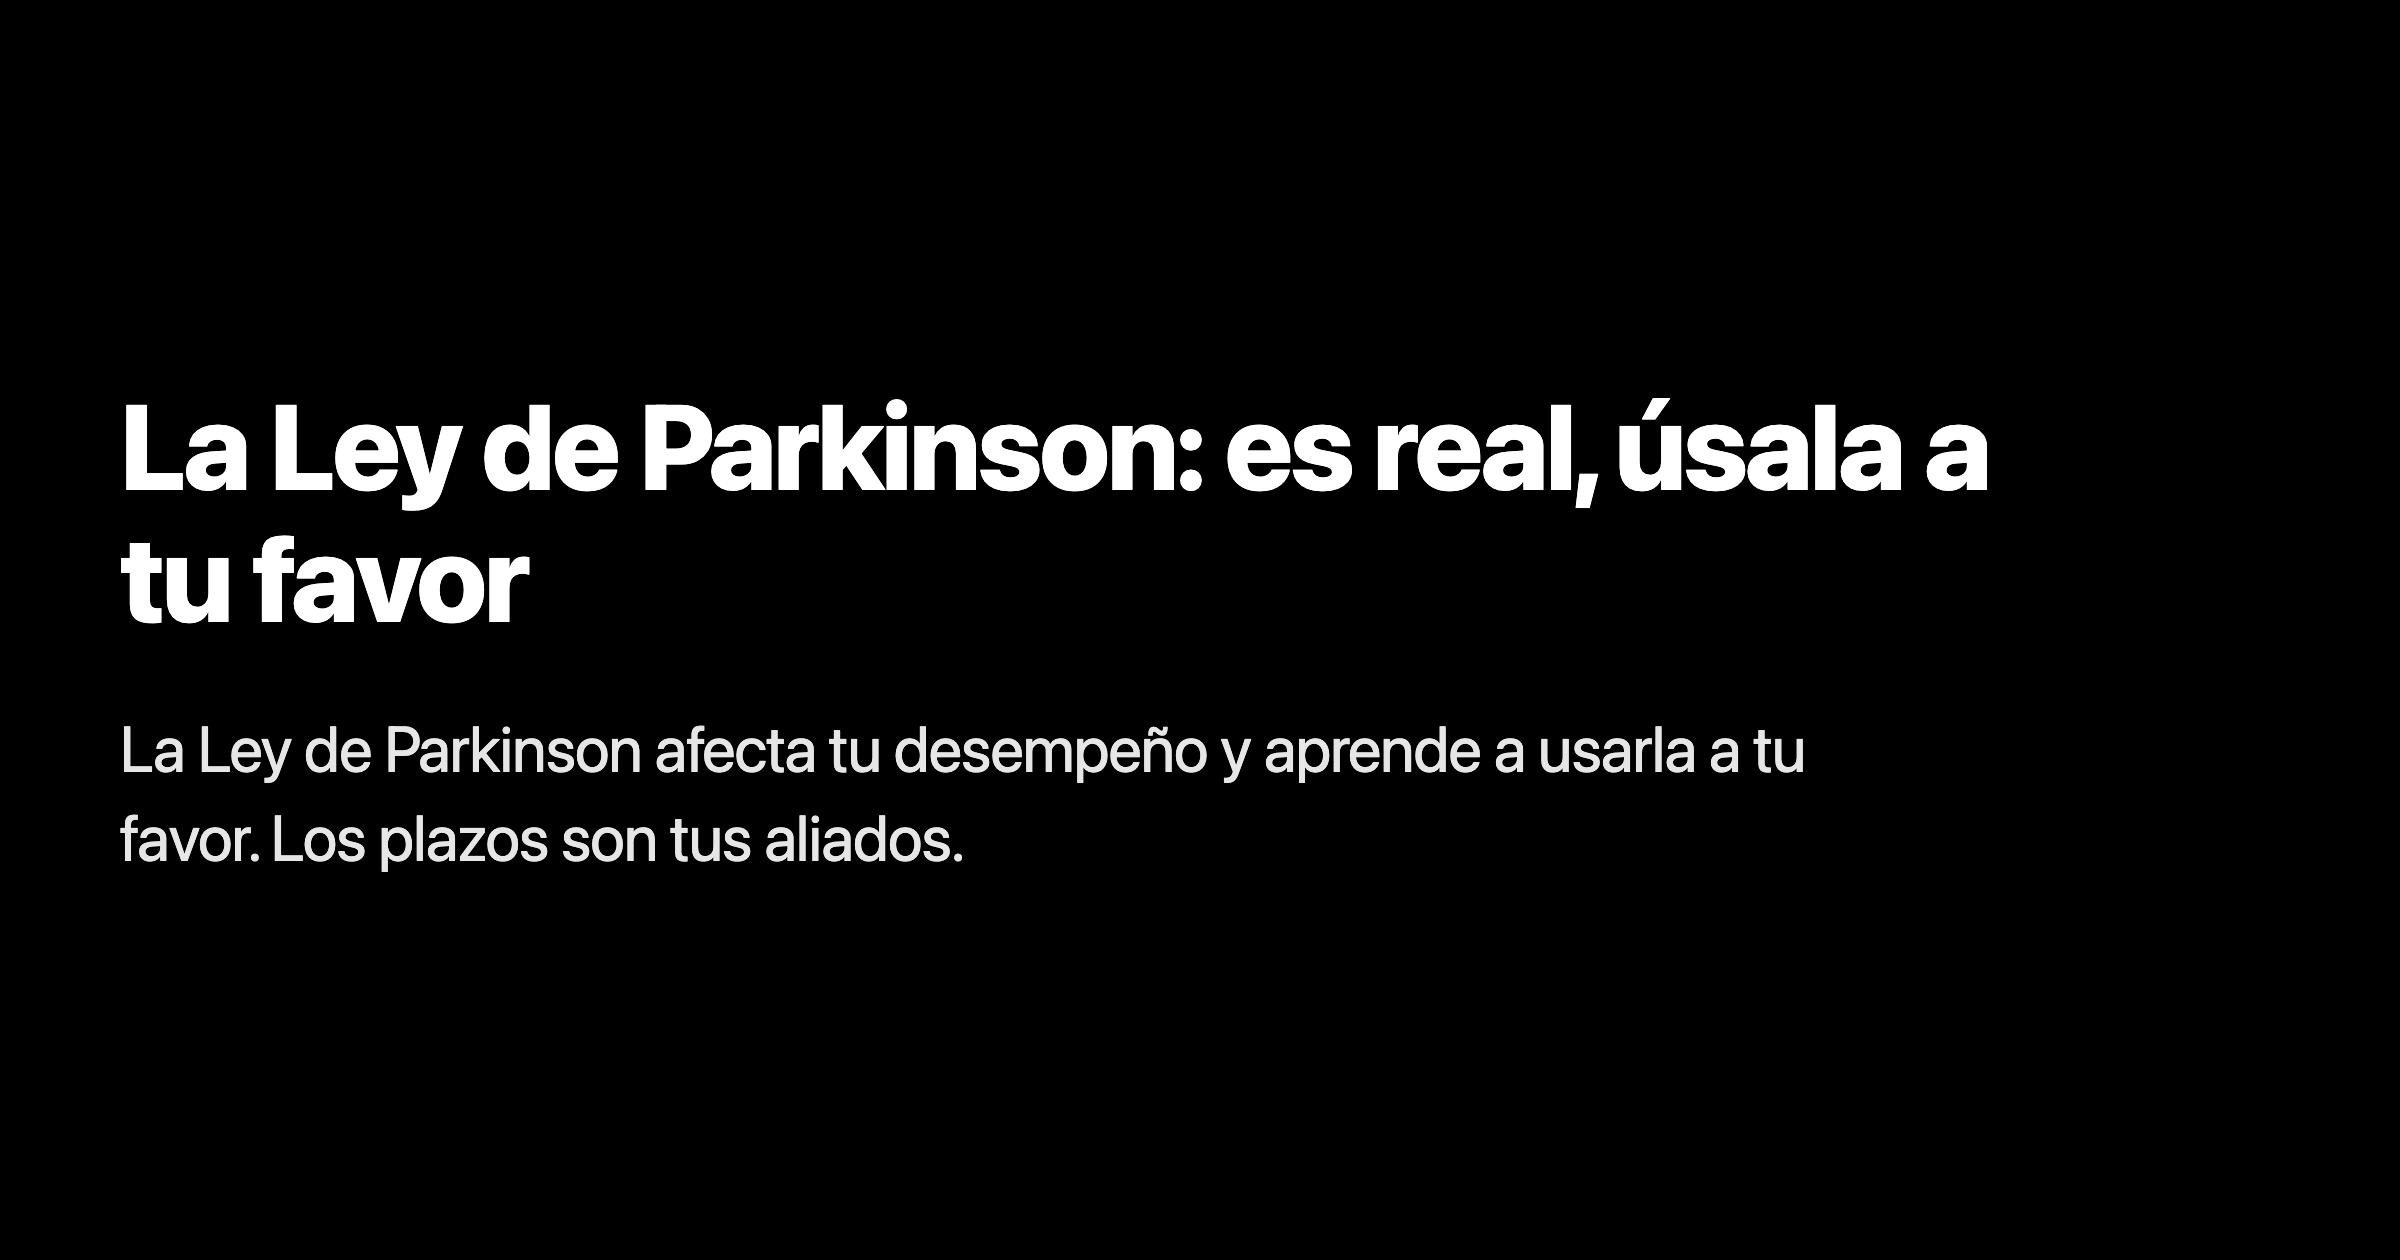 La Ley de Parkinson: es real, úsala a
tu favor
La Ley de Parkinson afecta tu desempeño y aprende a usarla a tu
favor. Los plazos son tus aliados.